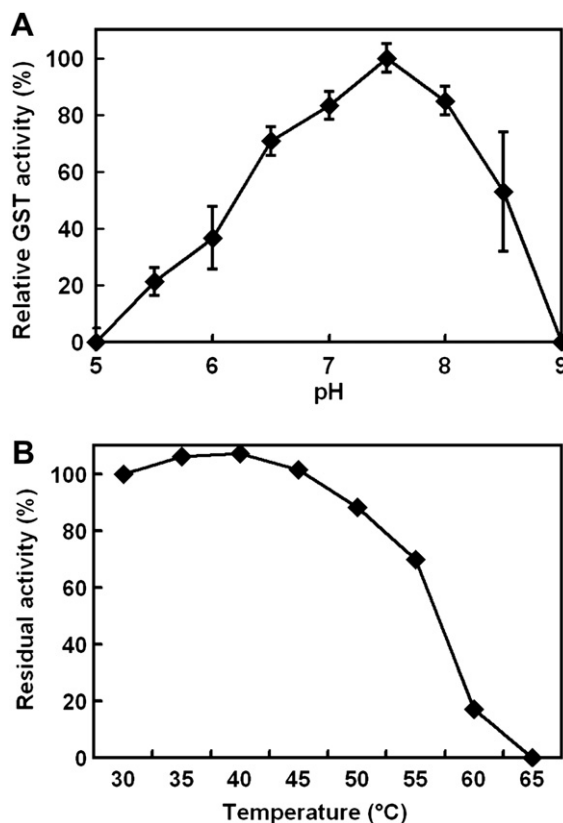 A
Relative GST activity (%)
100
80
60
40
20
0
5 6 7 8 9
pH
B
Residual activity (%)
100
80
60
40
20
0
30 35 40 45 50 55 60 65
Temperature (°C)